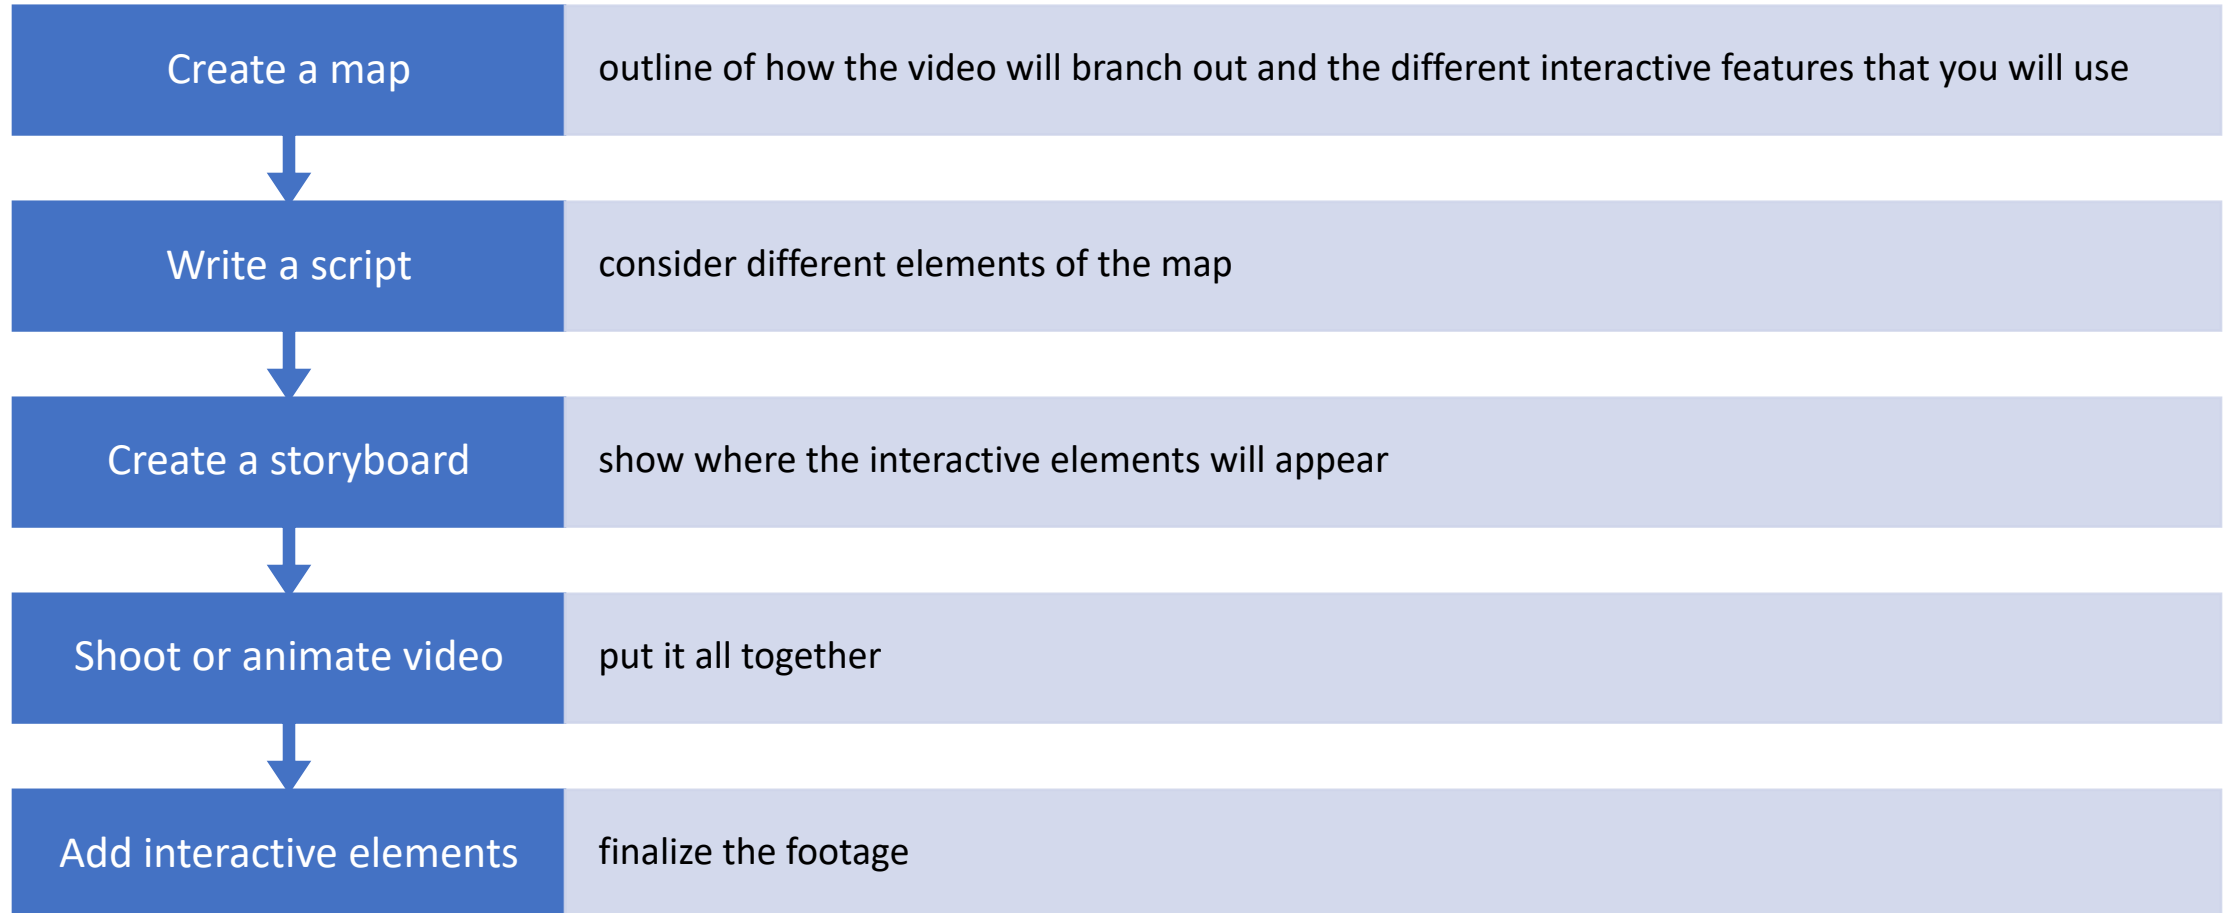 Create a map
outline of how the video will branch out and the different interactive features that you will use
Write a script
consider different elements of the map
Create a storyboard
show where the interactive elements will appear
Shoot or animate video
put it all together
Add interactive elements
finalize the footage